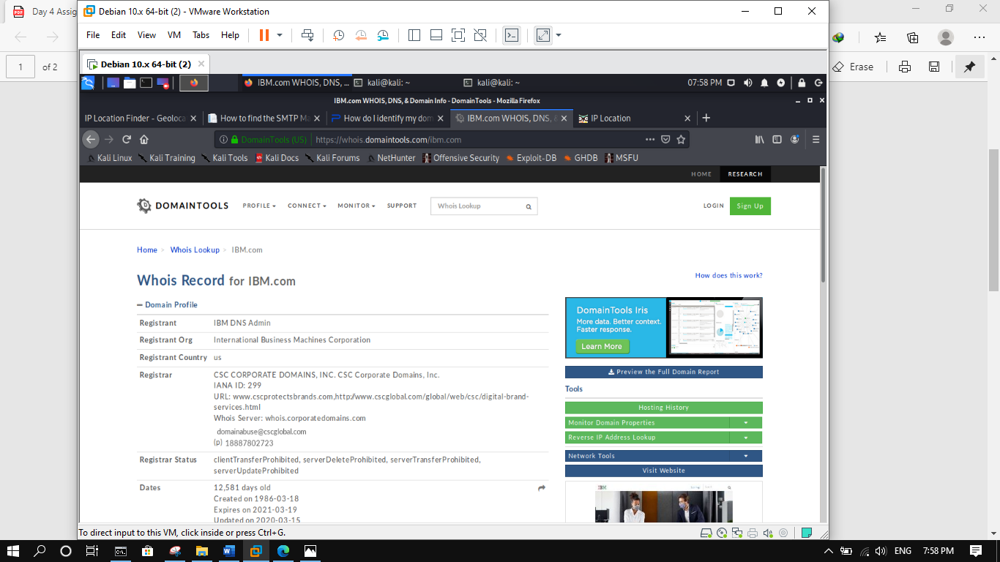 Day 4 Assig
Debian 10.x 64-bit (2) - VMware Workstation
File Edit View VM Tabs Help
1 of 2
Erase
Debian 10.x 64-bit (2)
IBM.com WHOIS, DNS, ...
kali@kali: ~
kali@kali: ~
07:58 PM
IBM.com WHOIS, DNS, & Domain Info - DomainTools - Mozilla Firefox
IP Location Finder - Geoloca
How to find the SMTP Ma
How do I identify my dom
IBM.com WHOIS, DNS, &
IP Location
DomainTools (US) https://whois.domaintools.com/ibm.com
Kali Linux Kali Training Kali Tools Kali Docs Kali Forums NetHunter Offensive Security Exploit-DB GHDB MSFU
HOME RESEARCH
DOMAINTOOLS PROFILE CONNECT MONITOR SUPPORT Whois Lookup LOGIN Sign Up
Home > Whois Lookup > IBM.com
Whois Record for IBM.com
How does this work?
Domain Profile
Registrant IBM DNS Admin
Registrant Org International Business Machines Corporation
Registrant Country us
Registrar CSC CORPORATE DOMAINS, INC. CSC Corporate Domains, Inc.
IANA ID: 299
URL: www.cscprotectsbrands.com,http://www.cscglobal.com/global/web/csc/digital-brand-
services.html
Whois Server: whois.corporatedomains.com
domainabuse@cscglobal.com
(p) 18887802723
Registrar Status clientTransferProhibited, serverDeleteProhibited, serverTransferProhibited,
serverUpdateProhibited
Dates 12,581 days old
Created on 1986-03-18
Expires on 2021-03-19
Updated on 2020-03-15
DomainTools Iris
More data. Better context.
Faster response.
Learn More
Preview the Full Domain Report
Tools
Hosting History
Monitor Domain Properties
Reverse IP Address Lookup
Network Tools
Visit Website
IBM
To direct input to this VM, click inside or press Ctrl+G.
ENG 7:58 PM